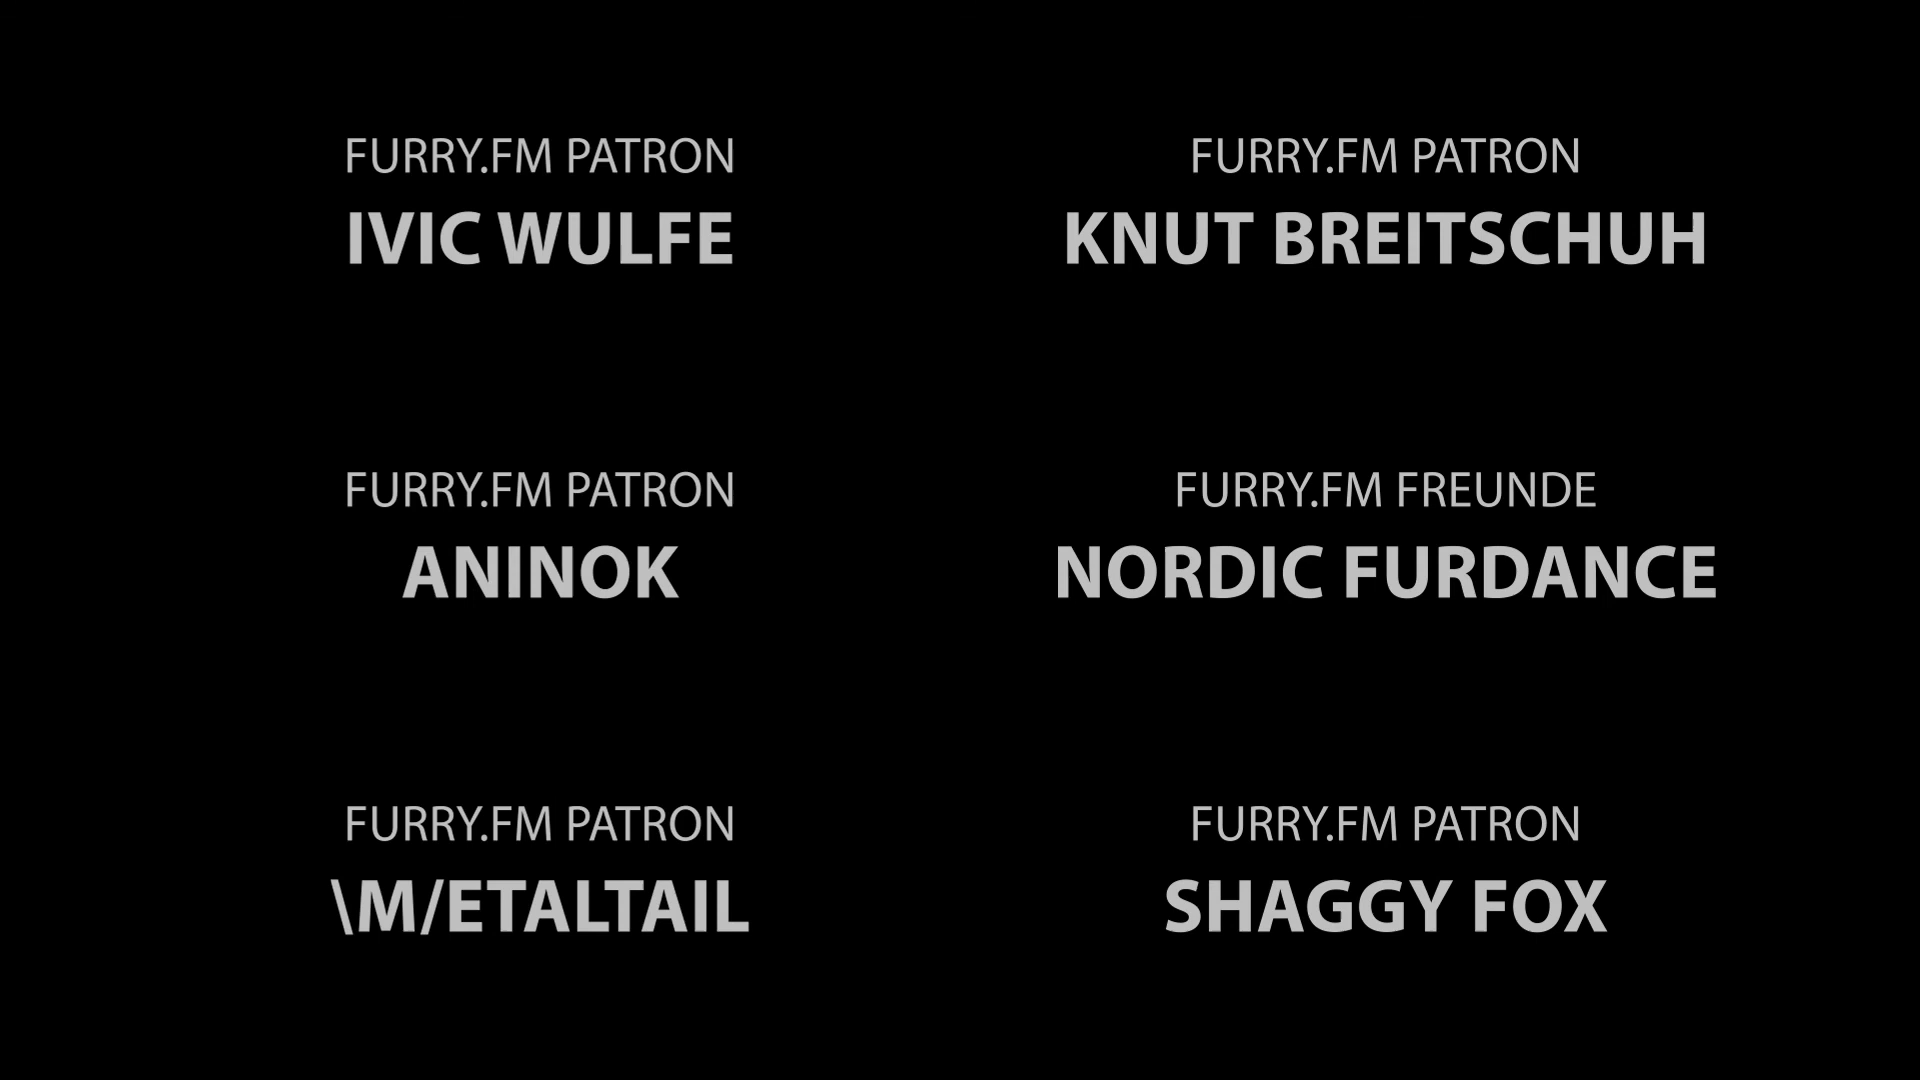 FURRY.FM PATRON
IVIC WULFE
FURRY.FM PATRON
KNUT BREITSCHUH
FURRY.FM PATRON
ANINOK
FURRY.FM FREUNDE
NORDIC FURDANCE
FURRY.FM PATRON
\M/ETALTAIL
FURRY.FM PATRON
SHAGGY FOX